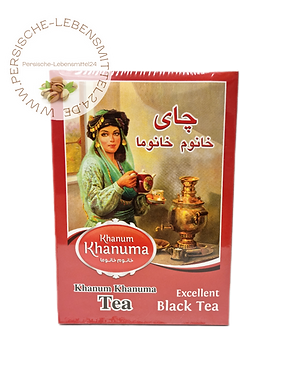 WWW.PERSISCHE-LEBENSMITTEL24.DE
Persische-Lebensmittel24
چای
خانوم خانوما
Khanum
Khanuma
خانوم خانوما
Khanum Khanuma
Tea
Excellent
Black Tea